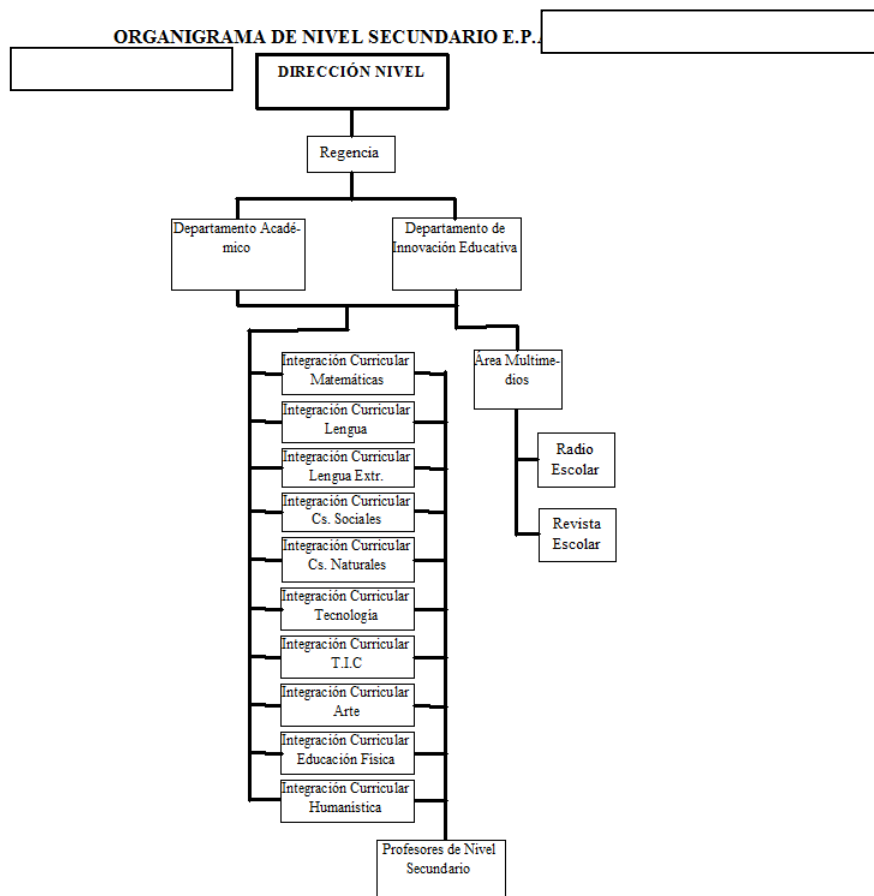 ORGANIGRAMA DE NIVEL SECUNDARIO E.P.
DIRECCIÓN NIVEL
Regencia
Departamento Acadé-
mico
Departamento de
Innovación Educativa
Integración Curricular
Matemáticas
Integración Curricular
Lengua
Integración Curricular
Lengua Extr.
Integración Curricular
Cs. Sociales
Integración Curricular
Cs. Naturales
Integración Curricular
Tecnología
Integración Curricular
T.I.C
Integración Curricular
Arte
Integración Curricular
Educación Fisica
Integración Curricular
Humanistica
Área Multime-
dios
Radio
Escolar
Revista
Escolar
Profesores de Nivel
Secundario